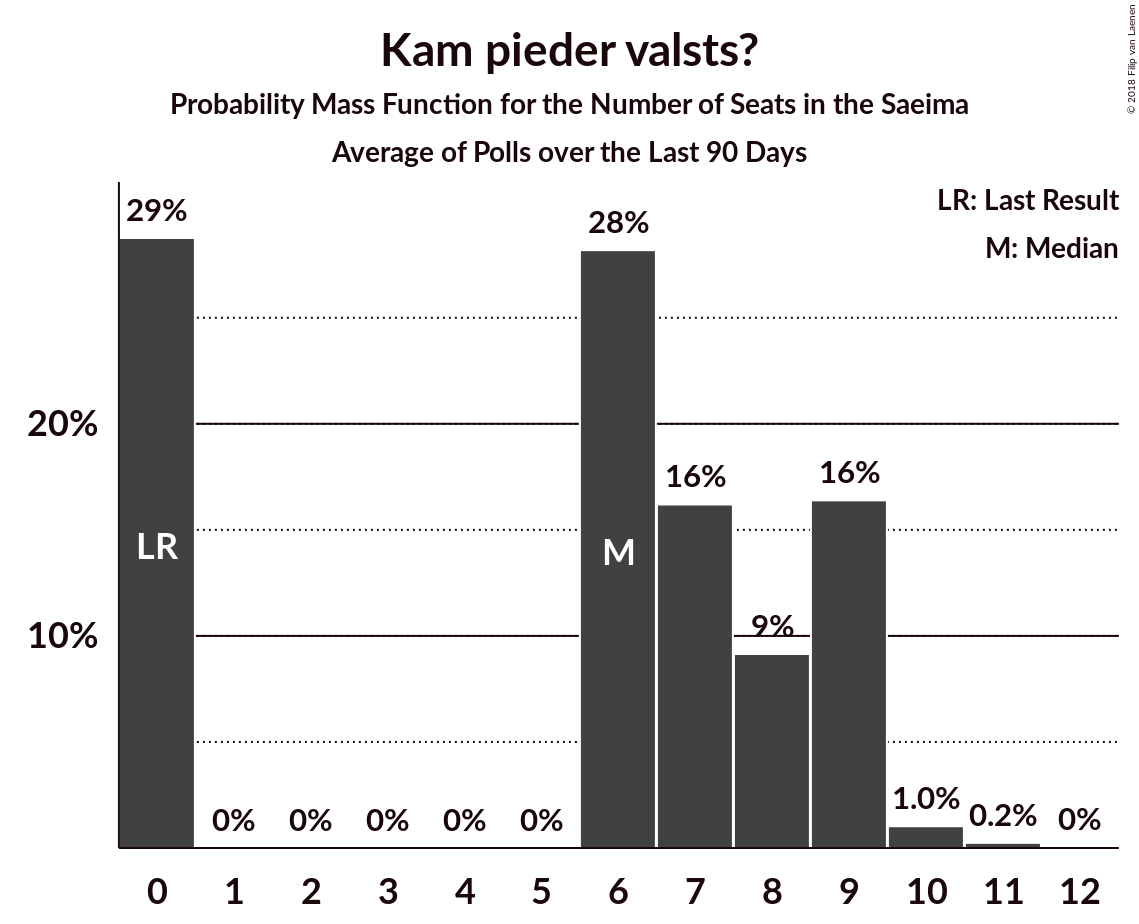 Kam pieder valsts?
Probability Mass Function for the Number of Seats in the Saeima
Average of Polls over the Last 90 Days
© 2018 Filip van Laenen
LR: Last Result
M: Median
29%
28%
20%
16%
16%
LR
M
10%
9%
0%
0%
0%
0%
0%
1.0%
0.2%
0%
0 1 2 3 4 5 6 7 8 9 10 11 12